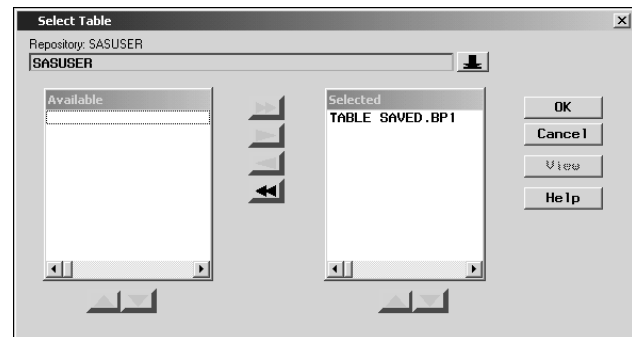 Select Table
Repository: SASUSER
SASUSER
Available
Selected
TABLE SAVED.BP1
OK
Cancel
View
Help